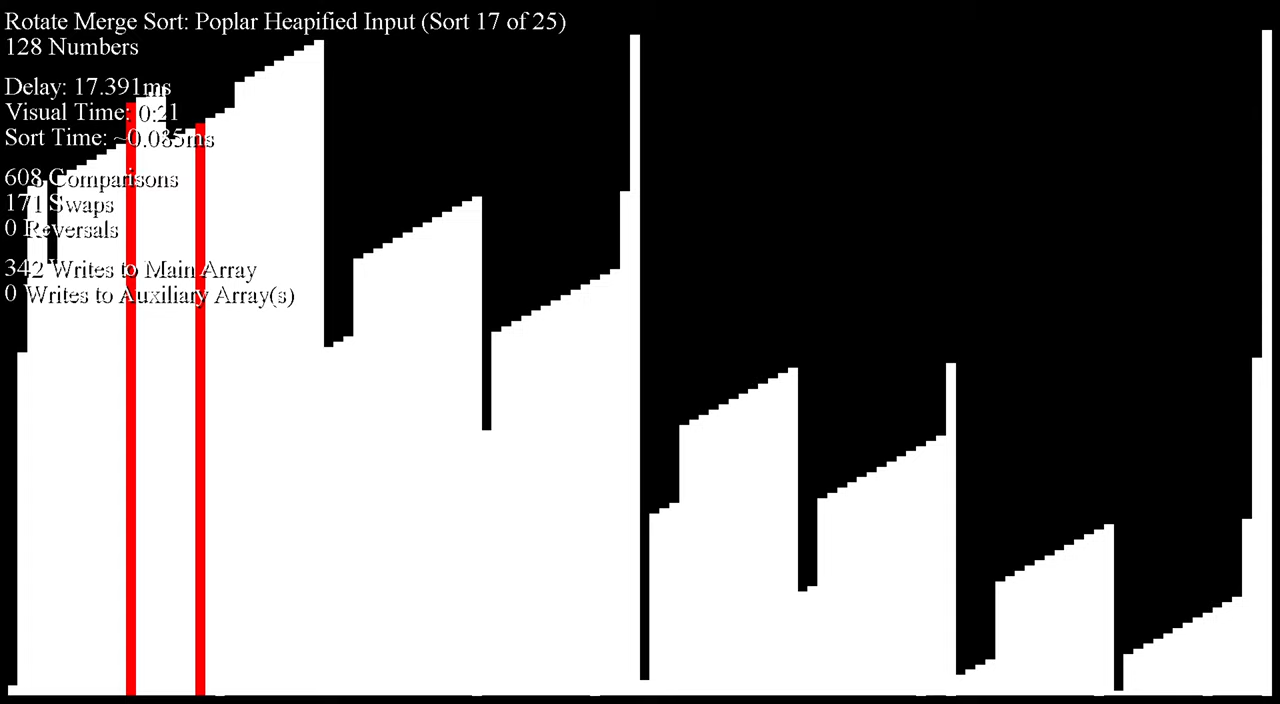 Rotate Merge Sort: Poplar Heapified Input (Sort 17 of 25)
128 Numbers
Delay: 17.391ms
Visual Time: 0:21
Sort Time: ~0.085ms
608 Comparisons
171 Swaps
0 Reversals
342 Writes to Main Array
0 Writes to Auxiliary Array(s)